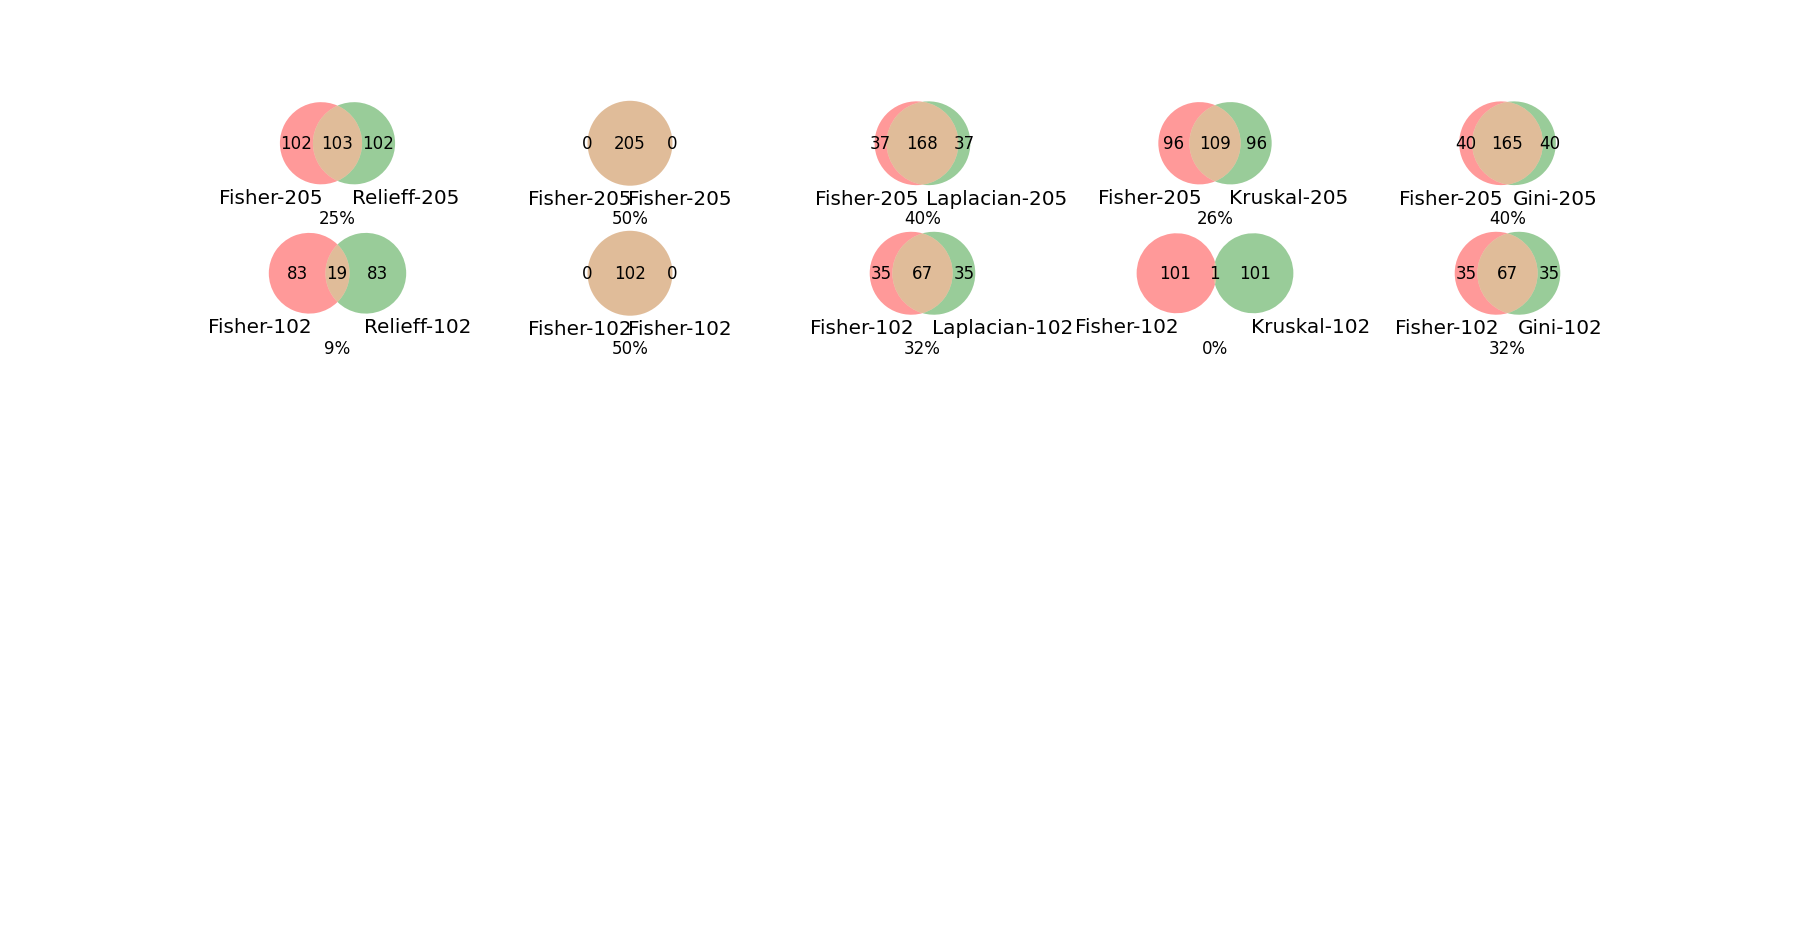 102 103 102 0 205 0 37 168 37 96 109 96 40 165 40
Fisher-205 Relieff-205 Fisher-205 Fisher-205 Fisher-205 Laplacian-205 Fisher-205 Kruskal-205 Fisher-205 Gini-205
25% 50% 40% 26% 40%
83 19 83 0 102 0 35 67 35 101 1 101 35 67 35
Fisher-102 Relieff-102 Fisher-102 Fisher-102 Fisher-102 Laplacian-102 Fisher-102 Kruskal-102 Fisher-102 Gini-102
9% 50% 32% 0% 32%